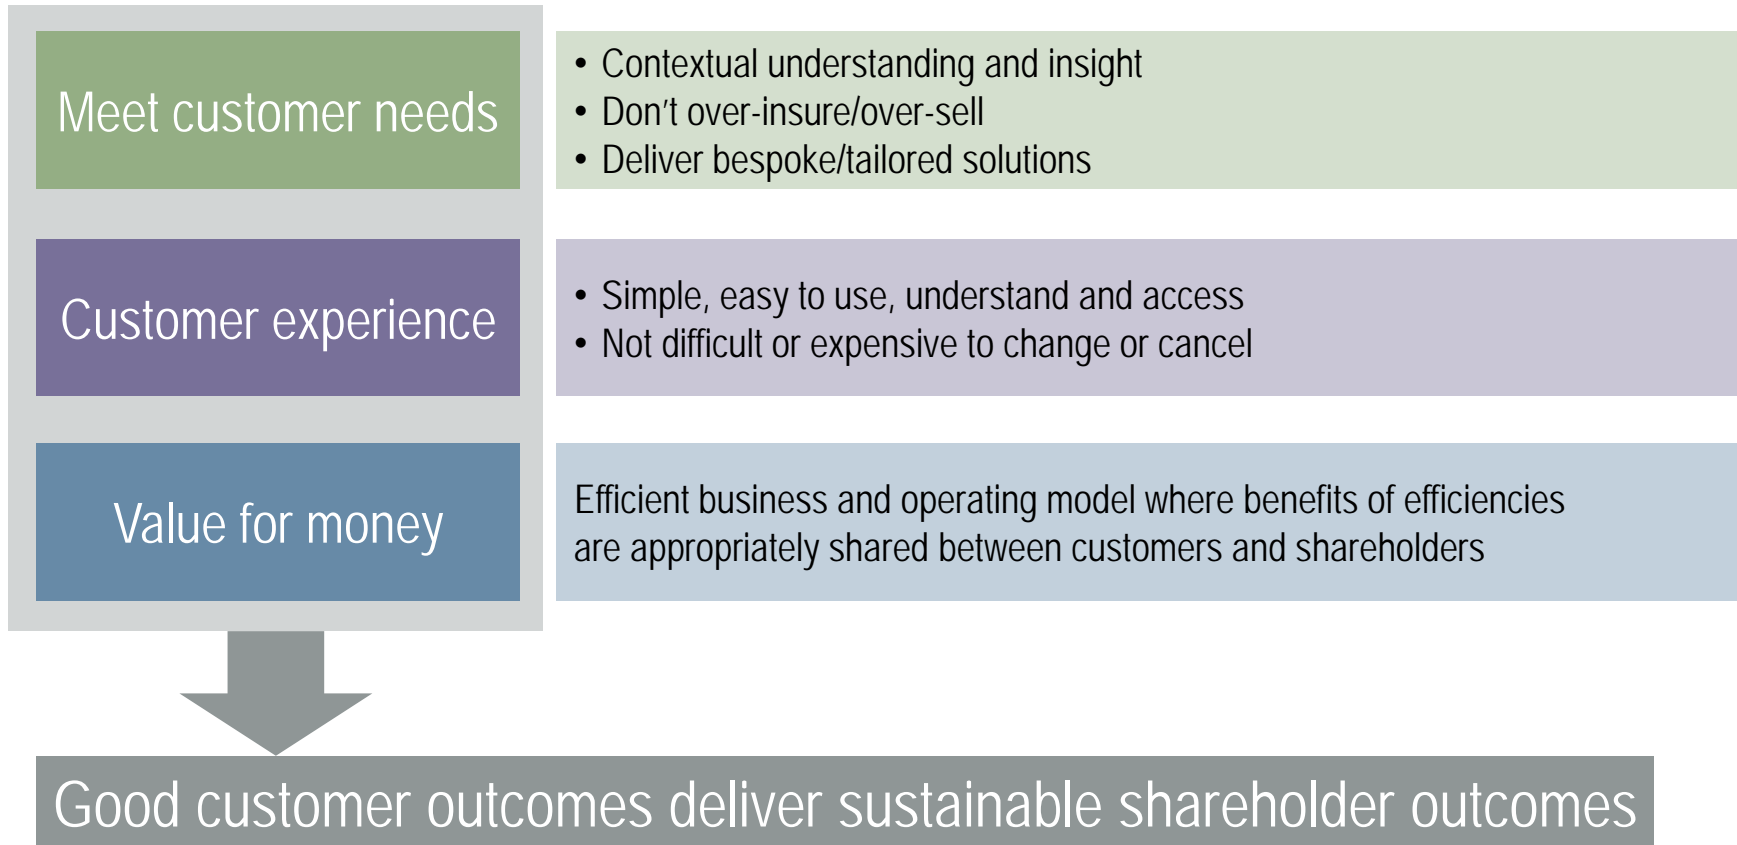 Meet customer needs
• Contextual understanding and insight
• Don’t over-insure/over-sell
• Deliver bespoke/tailored solutions
Customer experience
• Simple, easy to use, understand and access
• Not difficult or expensive to change or cancel
Value for money
Efficient business and operating model where benefits of efficiencies
are appropriately shared between customers and shareholders
Good customer outcomes deliver sustainable shareholder outcomes